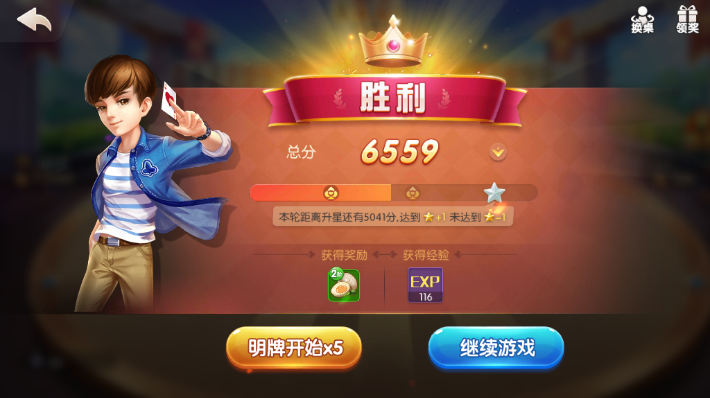 换桌
领奖
胜利
总分 6559
本轮距离升星还有5041分,达到+1 未达到-1
获得奖励 获得经验
2阶
EXP
116
明牌开始x5
继续游戏